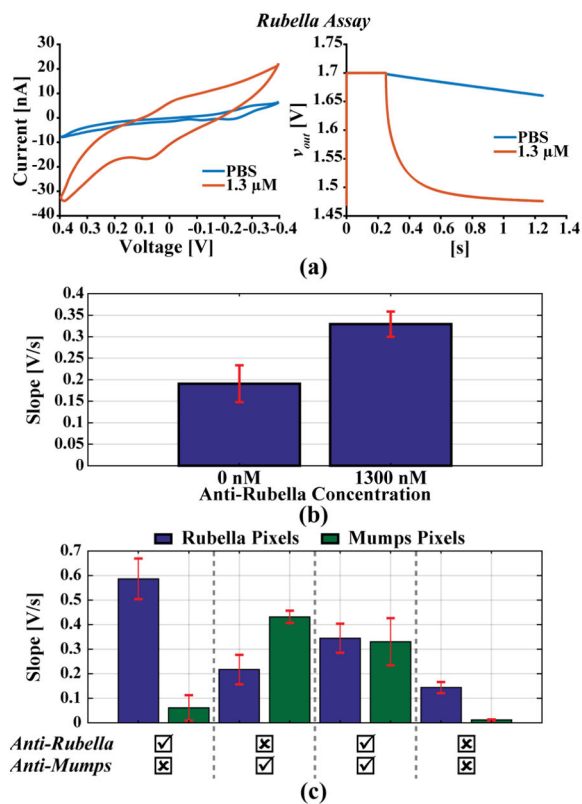 Rubella Assay
30
20
10
0
-10
-20
-30
-40
Current [nA]
PBS
1.3 µM
0.4 0.3 0.2 0.1 0 -0.1 -0.2 -0.3 -0.4
Voltage [V]
1.7
1.65
1.6
1.55
1.5
1.45
v_out [V]
PBS
1.3 µM
0 0.2 0.4 0.6 0.8 1 1.2 1.4
[s]
(a)
0.4
0.35
0.3
0.25
0.2
0.15
0.1
0.05
0
Slope [V/s]
0 nM 1300 nM
Anti-Rubella Concentration
(b)
Rubella Pixels Mumps Pixels
0.7
0.6
0.5
0.4
0.3
0.2
0.1
0
Slope [V/s]
Anti-Rubella
Anti-Mumps
(c)